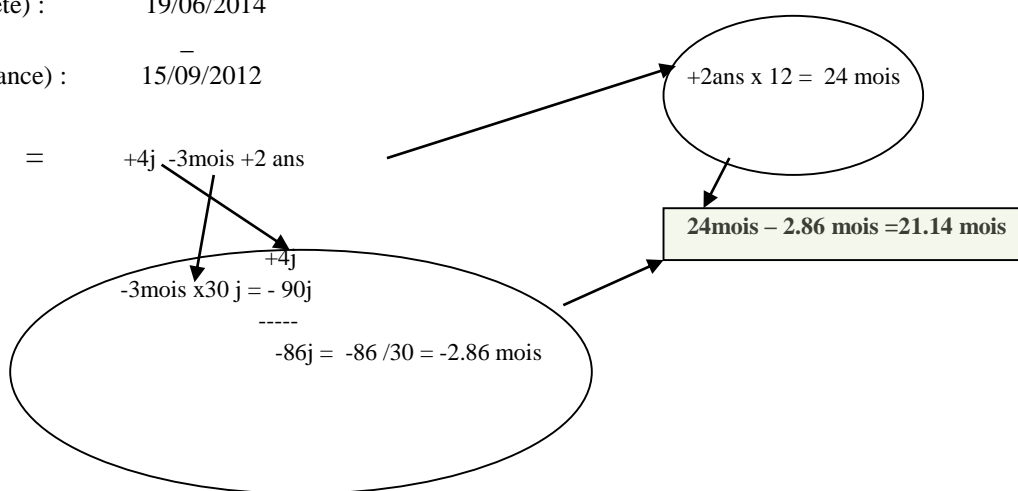 ete) : 19/06/2014
–
ance) : 15/09/2012
+2ans x 12 = 24 mois
= +4j -3mois +2 ans
24mois – 2.86 mois =21.14 mois
+4j
-3mois x30 j = - 90j
-----
-86j = -86 /30 = -2.86 mois